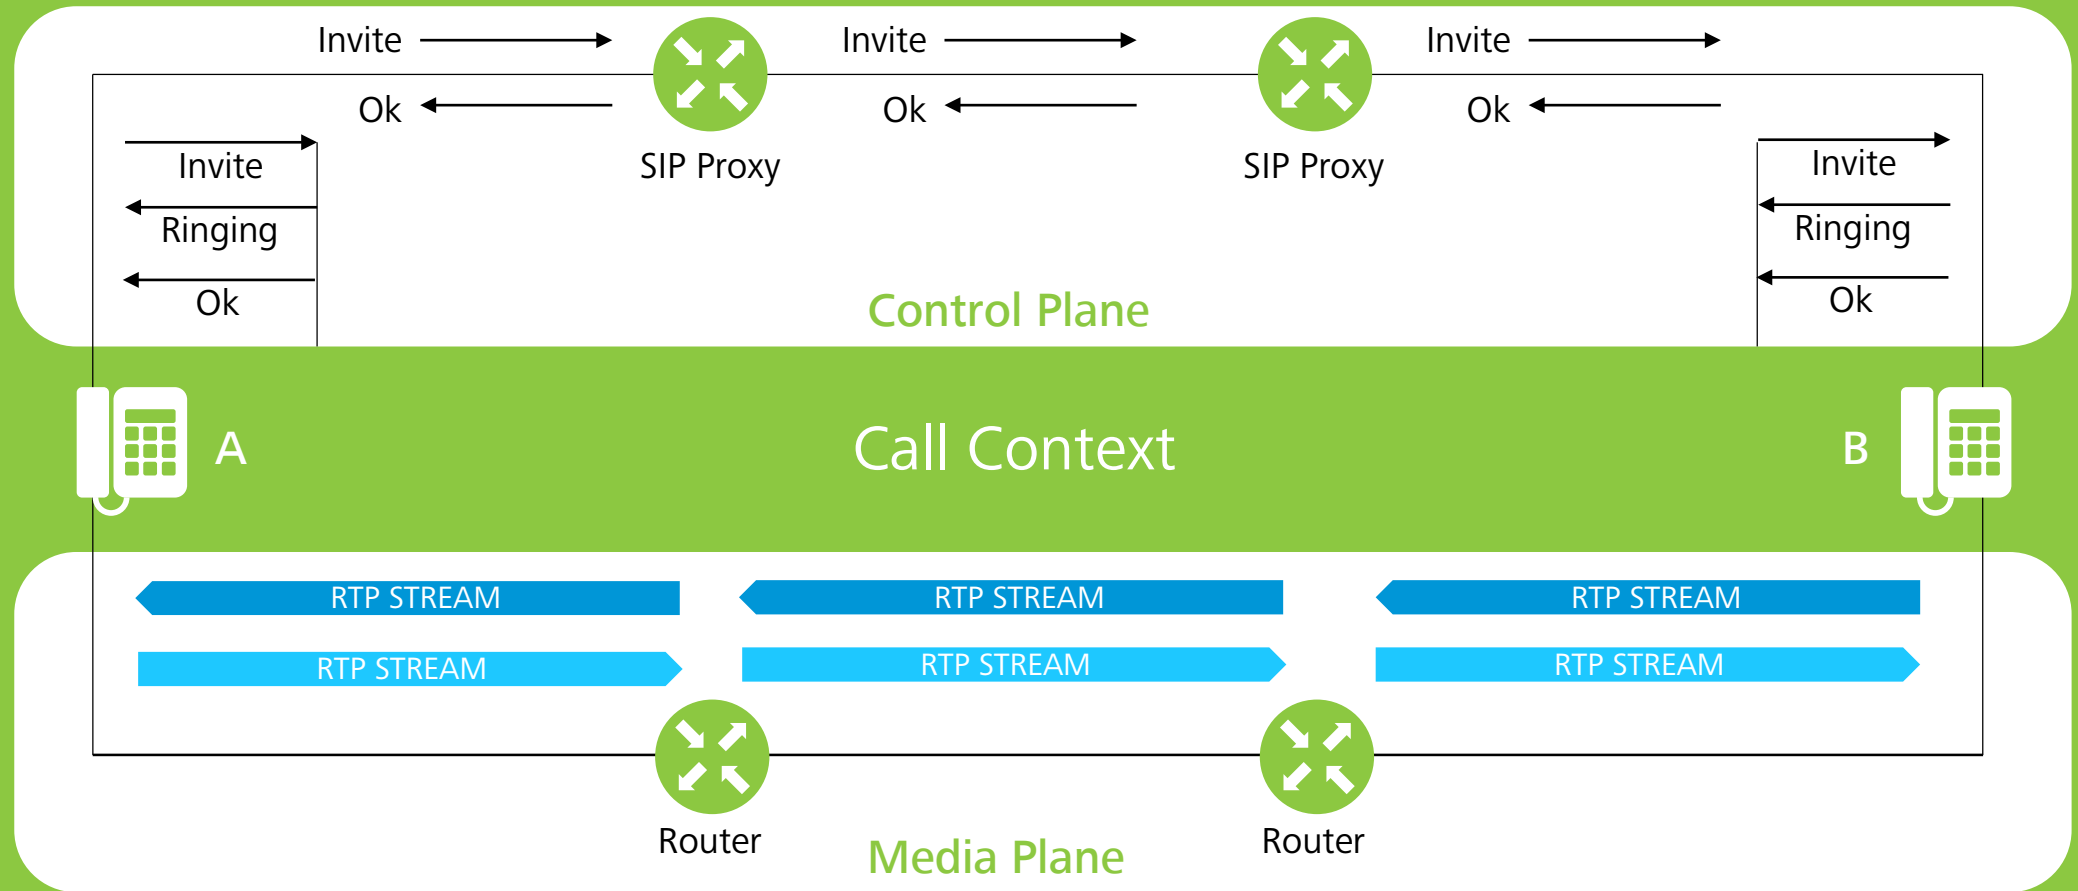 Invite
Invite
Invite
Ok
Ok
Ok
SIP Proxy
SIP Proxy
Invite
Ringing
Ok
Invite
Ringing
Ok
Control Plane
A
Call Context
B
RTP STREAM
RTP STREAM
RTP STREAM
RTP STREAM
RTP STREAM
RTP STREAM
Router
Router
Media Plane